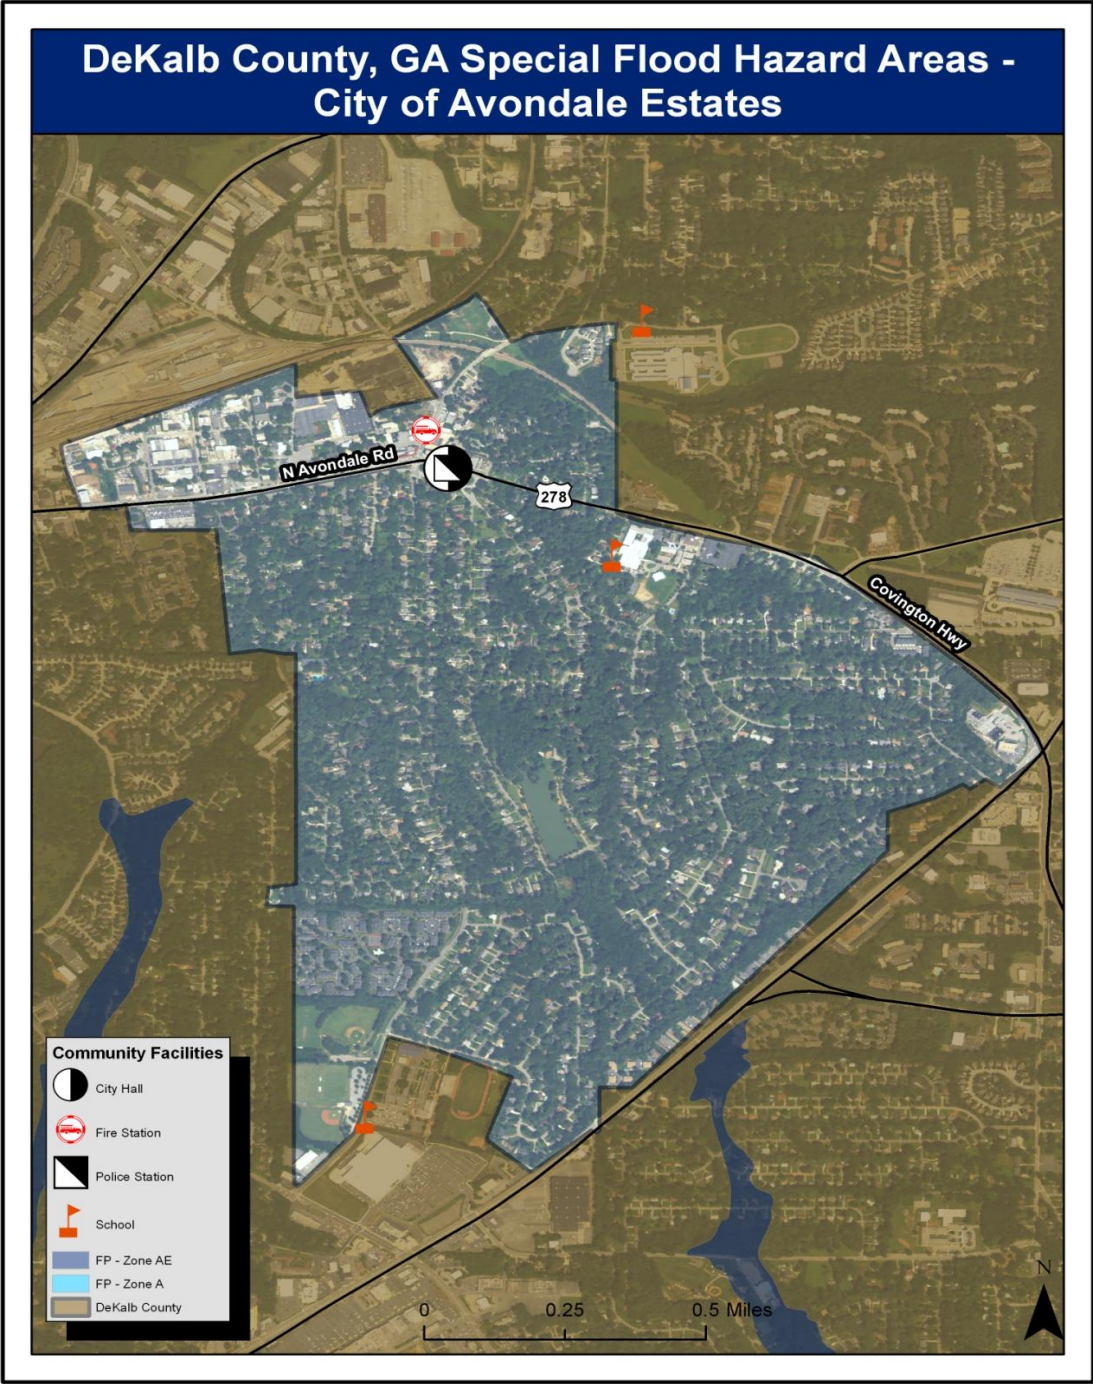 DeKalb County, GA Special Flood Hazard Areas -
City of Avondale Estates
N Avondale Rd
278
Covington Hwy
Community Facilities
City Hall
Fire Station
Police Station
School
FP - Zone AE
FP - Zone A
DeKalb County
0 0.25 0.5 Miles
N